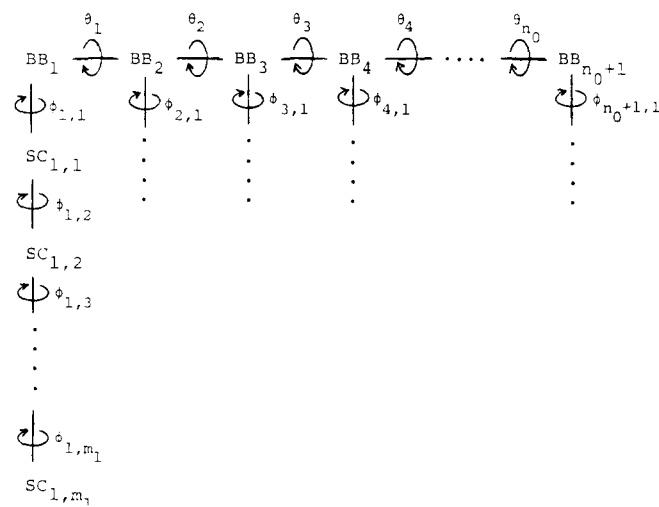 θ₁ θ₂ θ₃ θ₄ θₙ₀
BB₁ BB₂ BB₃ BB₄ .... BBₙ₀₊₁
ϕ₁,₁ ϕ₂,₁ ϕ₃,₁ ϕ₄,₁ ϕₙ₀₊₁,₁
SC₁,₁
ϕ₁,₂
SC₁,₂
ϕ₁,₃
ϕ₁,ₘ₁
SC₁,ₘ₁